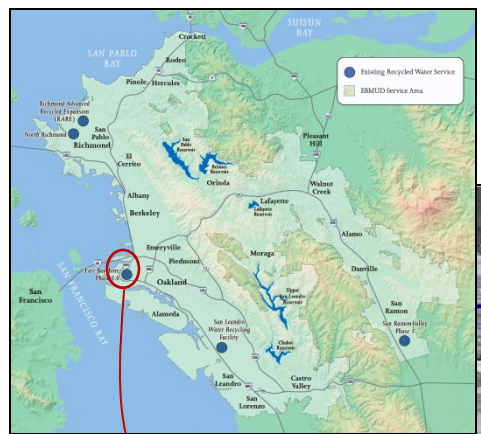 SUISUN
BAY
Crockett
SAN PABLO
BAY
Rodeo
Existing Recycled Water Service
EBMUD Service Area
Pinole
Hercules
Richmond Advanced
Recycled Expansion
(RARE)
North Richmond
San
Pablo
Richmond
Pleasant
Hill
San
Pablo
Reservoir
Briones
Reservoir
El
Cerrito
Orinda
Walnut
Creek
Albany
Lafayette
Lafayette
Reservoir
Berkeley
Alamo
Emeryville
Moraga
Piedmont
Danville
East Bayshore
Phase 1A
Oakland
San
Francisco
SAN FRANCISCO BAY
Upper
San Leandro
Reservoir
San
Ramon
Alameda
San Ramon Valley
Phase 1
San Leandro
Water Recycling
Facility
Chabot
Reservoir
San
Leandro
Castro
Valley
San
Lorenzo